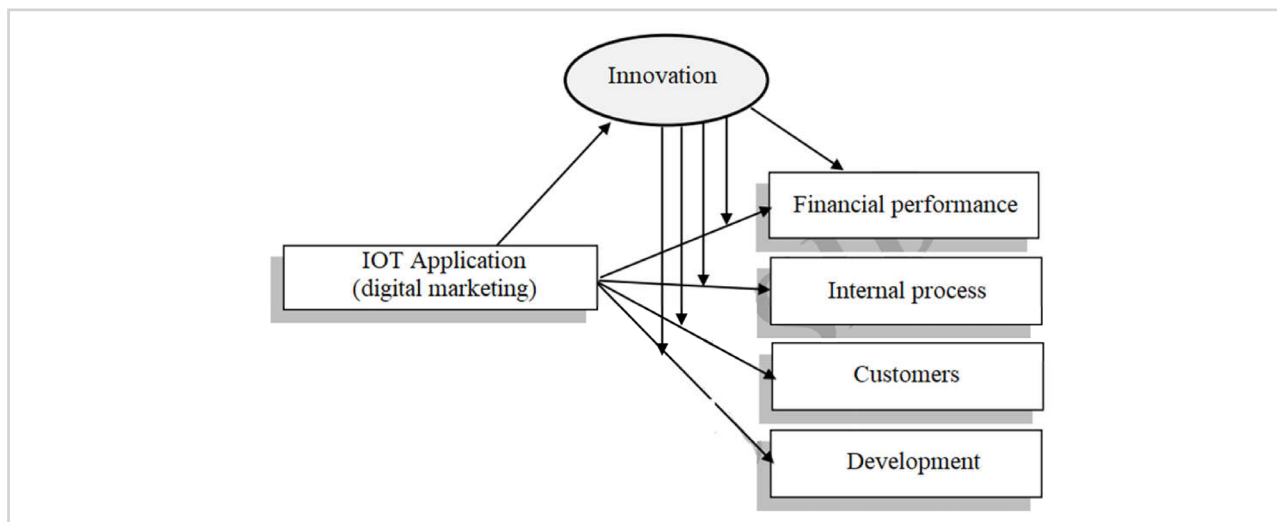 Innovation
Financial performance
IOT Application
(digital marketing)
Internal process
Customers
Development